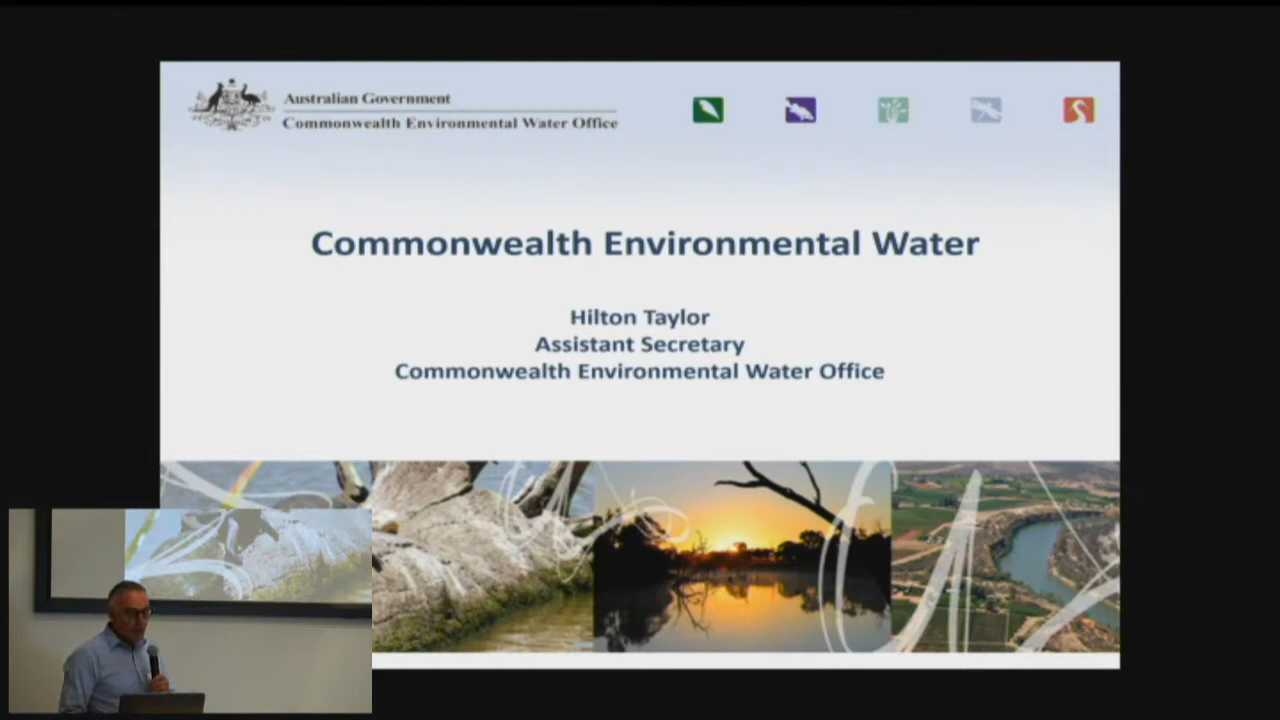 Australian Government
Commonwealth Environmental Water Office
Commonwealth Environmental Water
Hilton Taylor
Assistant Secretary
Commonwealth Environmental Water Office